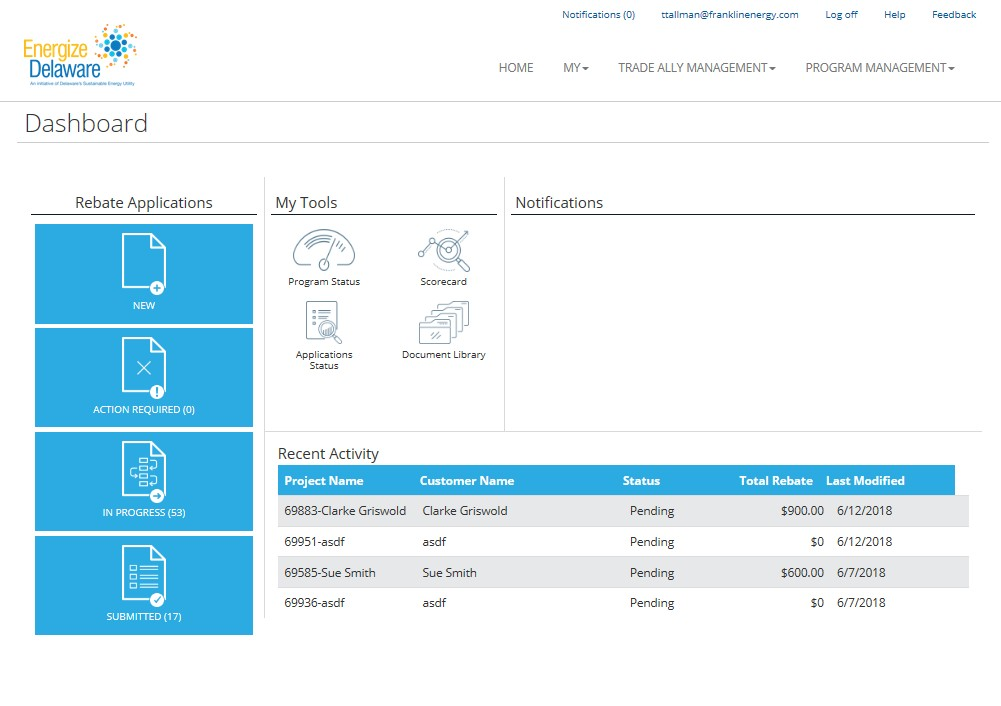 Notifications (0) ttallman@franklinenergy.com Log off Help Feedback
Energize
Delaware
An initiative of Delaware's Sustainable Energy Utility
HOME MY TRADE ALLY MANAGEMENT PROGRAM MANAGEMENT
Dashboard
Rebate Applications
NEW
ACTION REQUIRED (0)
IN PROGRESS (53)
SUBMITTED (17)
My Tools
Program Status
Scorecard
Applications
Status
Document Library
Notifications
Recent Activity
Project Name Customer Name Status Total Rebate Last Modified
69883-Clarke Griswold Clarke Griswold Pending $900.00 6/12/2018
69951-asdf asdf Pending $0 6/12/2018
69585-Sue Smith Sue Smith Pending $600.00 6/7/2018
69936-asdf asdf Pending $0 6/7/2018